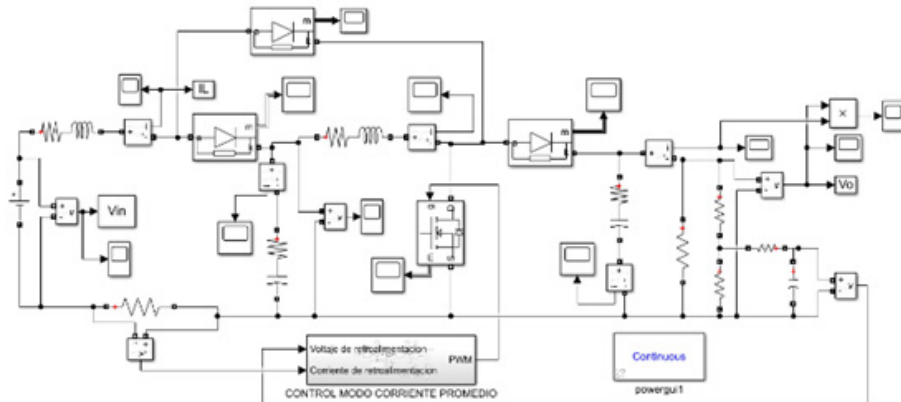 IL
Vin
Vo
Voltaje de retroalimentacion
Corriente de retroalimentacion
PWM
CONTROL MODO CORRIENTE PROMEDIO
Continuous
powergui1